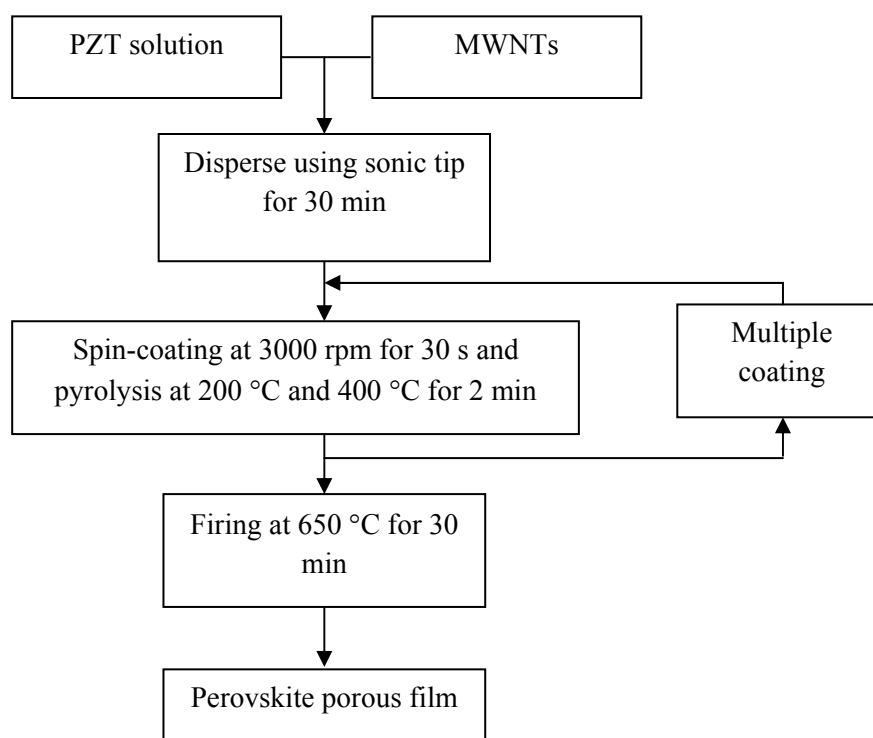 PZT solution
MWNTs
Disperse using sonic tip
for 30 min
Spin-coating at 3000 rpm for 30 s and
pyrolysis at 200 °C and 400 °C for 2 min
Multiple
coating
Firing at 650 °C for 30
min
Perovskite porous film